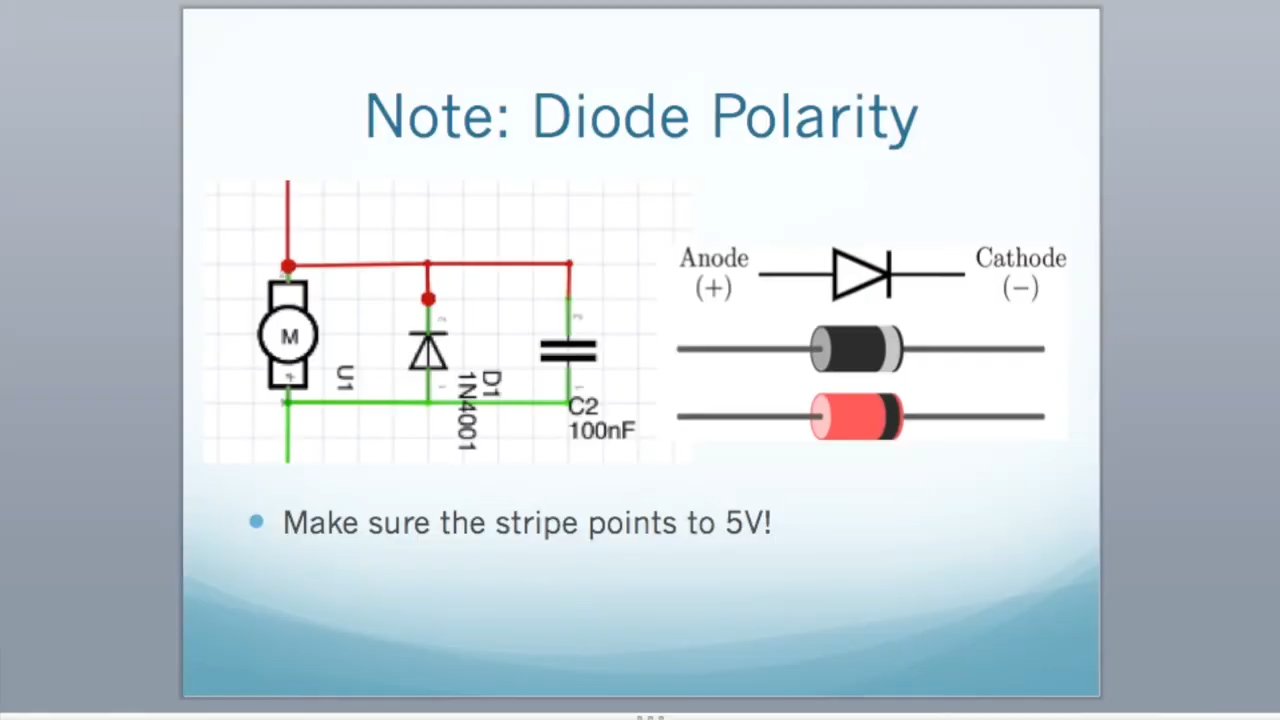 Note: Diode Polarity
M
U1
D1
1N4001
C2
100nF
Anode
(+)
Cathode
(−)
Make sure the stripe points to 5V!